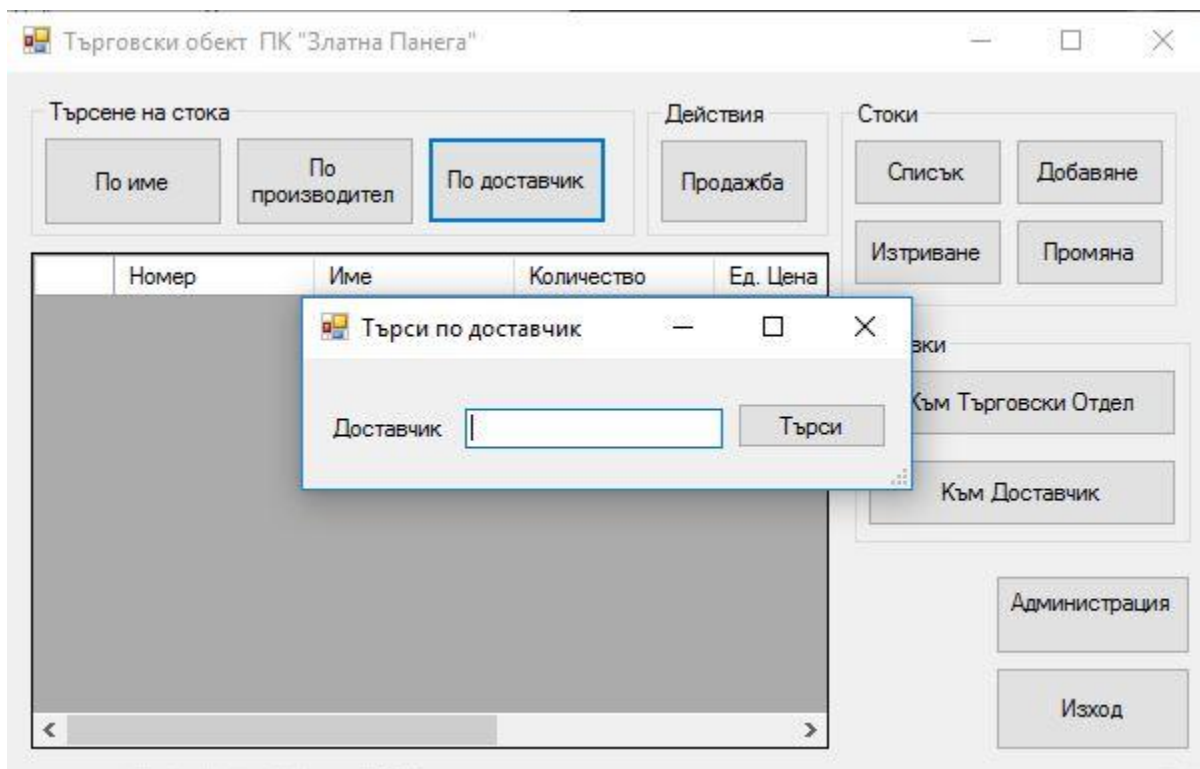 Търговски обект ПК "Златна Панега"
Търсене на стока
Действия
Стоки
По име
По
производител
По доставчик
Продажба
Списък
Добавяне
Изтриване
Промяна
Номер
Име
Количество
Ед. Цена
Търси по доставчик
Доставчик
Търси
Към Търговски Отдел
Към Доставчик
Администрация
Изход